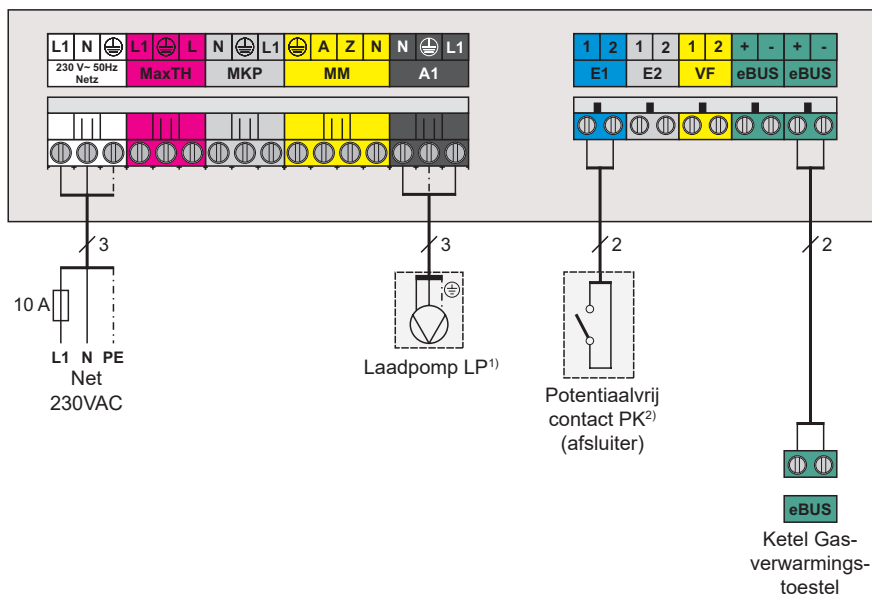 L1 N L1 L N L1 A Z N N L1
230 V~ 50Hz
Netz
MaxTH MKP MM A1
1 2 1 2 1 2 + - + -
E1 E2 VF eBUS eBUS
3
3
2
2
10 A
L1 N PE
Net
230VAC
Laadpomp LP1)
Potentiaalvrij
contact PK2)
(afsluiter)
eBUS
Ketel Gas-
verwarmings-
toestel